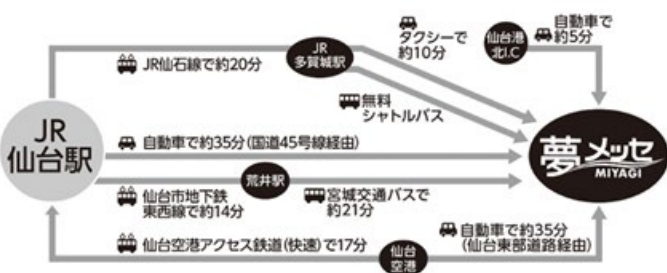 JR
仙台駅
JR仙石線で約20分
JR
多賀城駅
タクシーで
約10分
無料
シャトルバス
仙台港
北I.C
自動車で
約5分
自動車で約35分(国道45号線経由)
仙台市地下鉄
東西線で約14分
荒井駅
宮城交通バスで
約21分
仙台空港アクセス鉄道(快速)で17分
仙台
空港
自動車で約35分
(仙台東部道路経由)
夢メッセ
MIYAGI